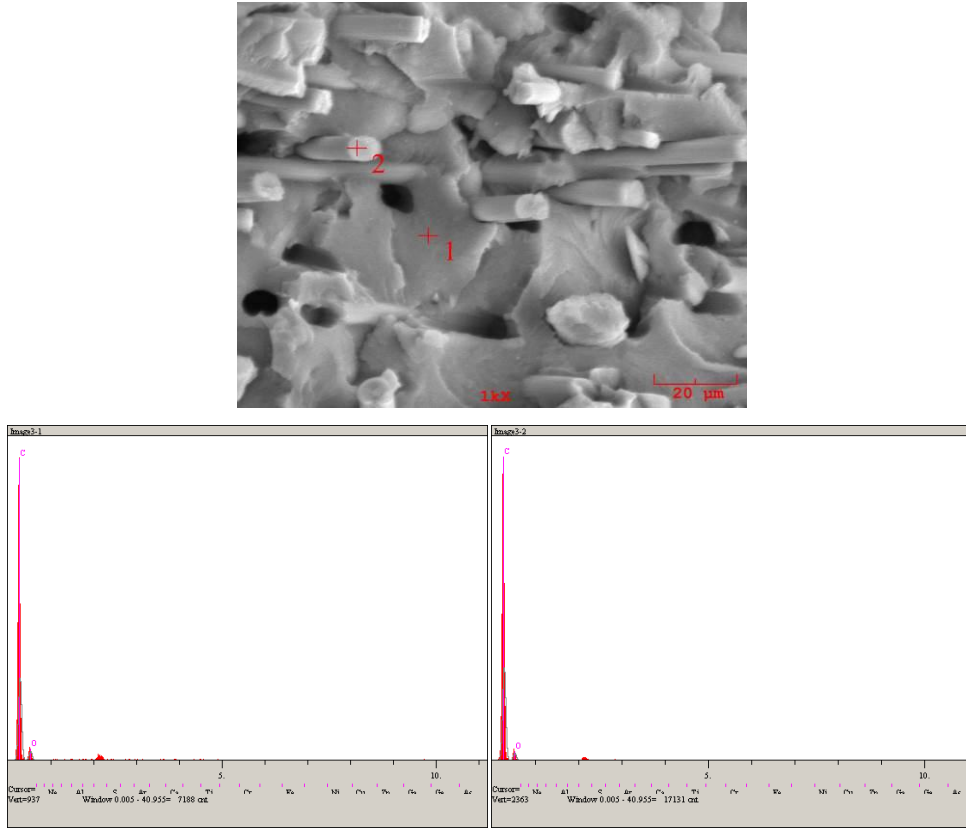 2
1
1kX
20 µm
Image3-1
Image3-2
C
O
5.
10.
Cursor=
Vert=937 Window 0.005 - 40.955= 7188 cnt
C
O
5.
10.
Cursor=
Vert=2363 Window 0.005 - 40.955= 17131 cnt